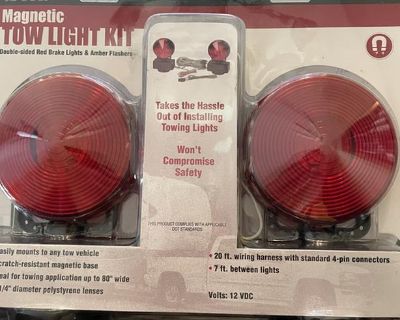 Magnetic
TOW LIGHT KIT
Double-sided Red Brake Lights & Amber Flashers
Takes the Hassle
Out of Installing
Towing Lights
Won't
Compromise
Safety
THIS PRODUCT COMPLIES WITH APPLICABLE
DOT STANDARDS
asily mounts to any tow vehicle
cratch-resistant magnetic base
eal for towing application up to 80" wide
1/4" diameter polystyrene lenses
• 20 ft. wiring harness with standard 4-pin connectors
• 7 ft. between lights
Volts: 12 VDC